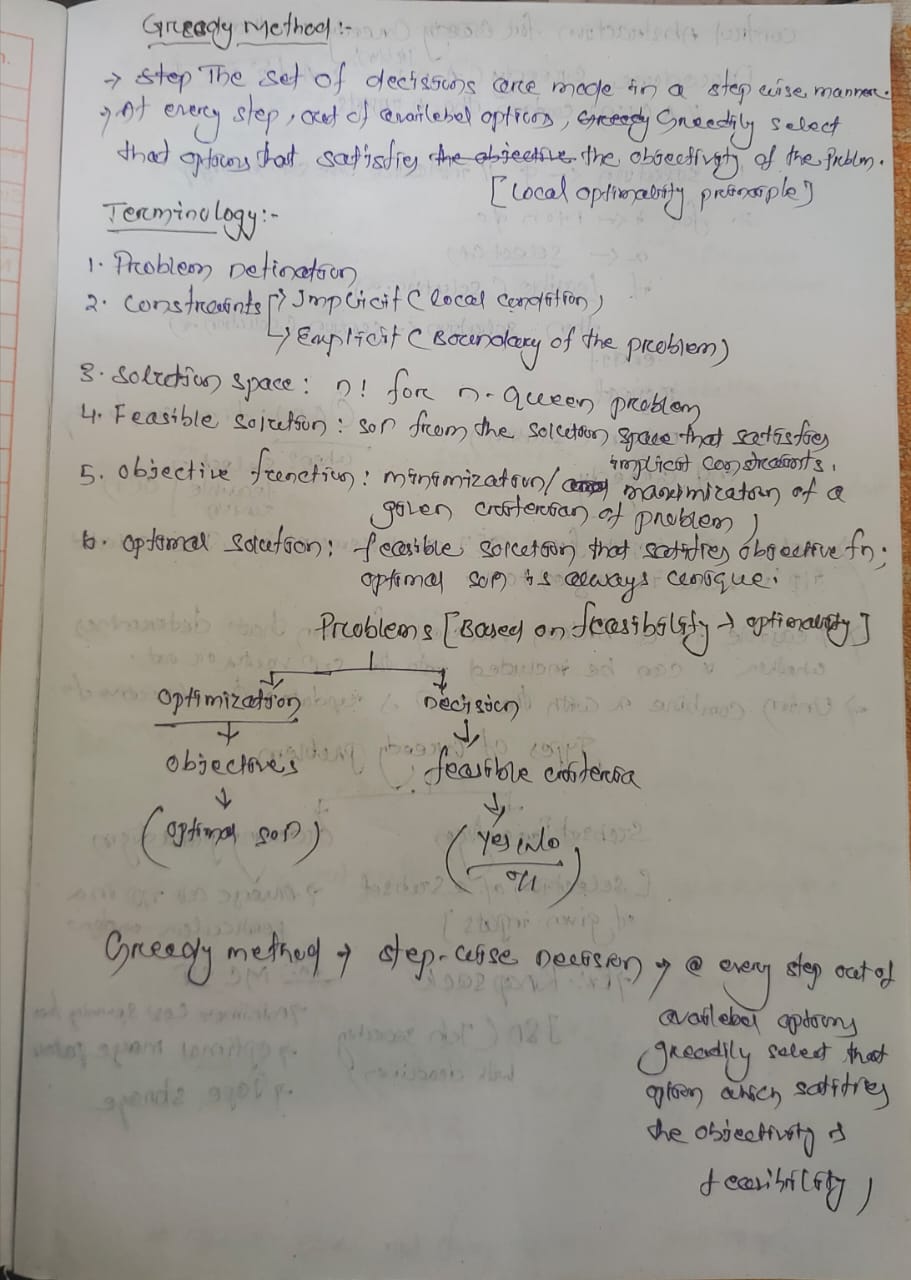 Greedy method :-
→ step The set of decissions are made in a step wise manner.
→ At every step, out of availebel options, Greedy Greedily select
that options that satisfies the objective the objectivity of the problm.
[Local optimality principle]
Terminology :-
1. Problem Defination
2. Constraints → Implicit (local condition)
→ Explicit (Boundary of the problem)
3. Solution space : n! for n-queen problem
4. Feasible solution : soln from the solution space that satisfies
implicit constraints.
5. Objective function : minimization/ maximization of a
given criterian of problem)
6. optimal solution : feasible solution that satisfies objective fn;
optimal soln is always unique.
Problems [Based on feasibility → optimality]
Optimization Decision
Objective's feasible criteria
(optimal soln) (Yes/No
0/1)
Greedy method → step-wise Decision → @ every step out of
availebel options
greedily select that
option which satisfies
the objectivity &
feasibility)